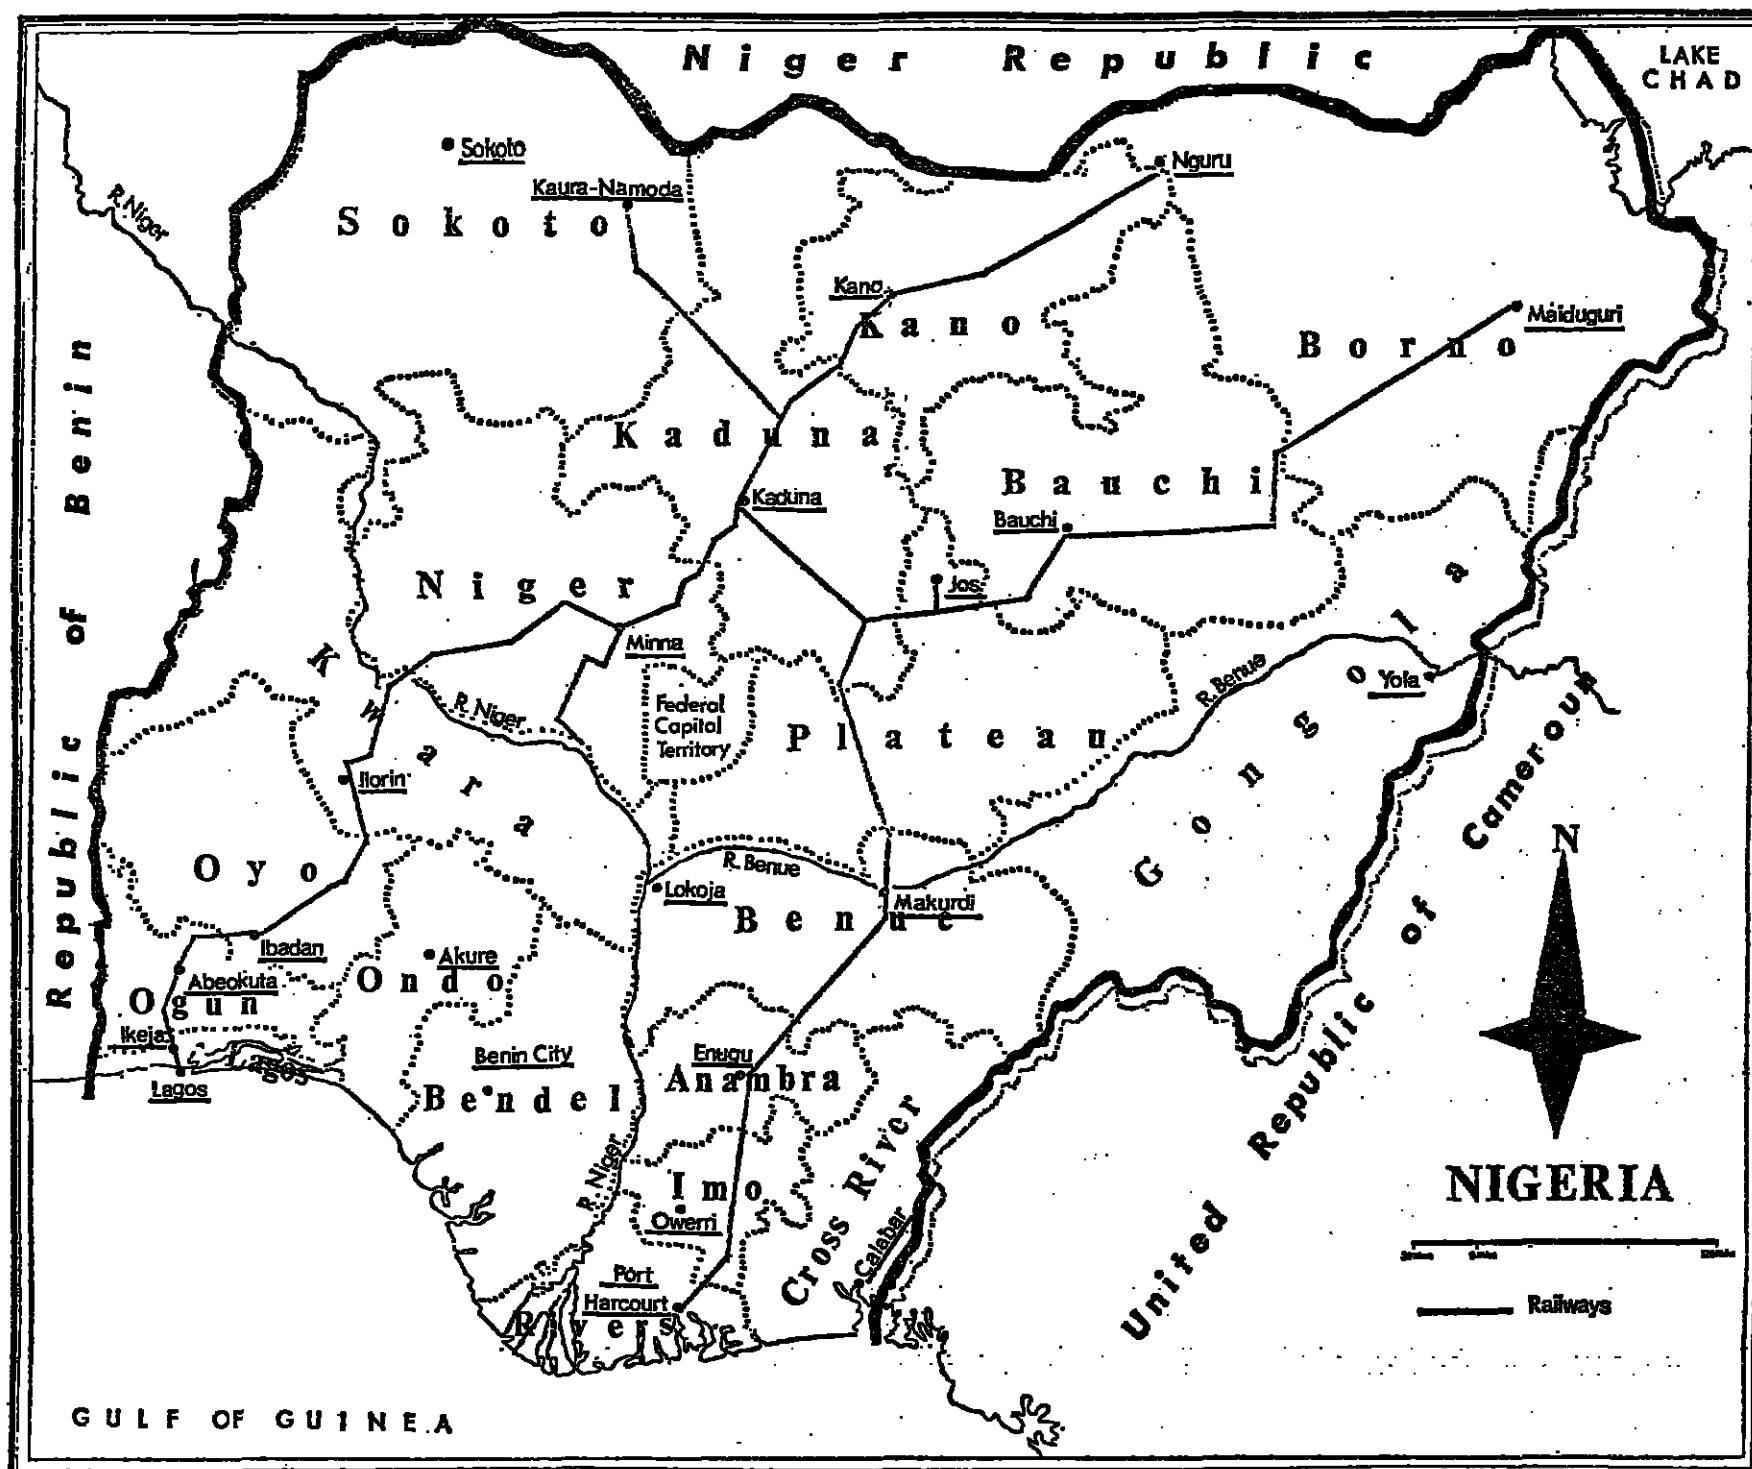 Niger Republic
LAKE
CHAD
Sokoto
Nguru
Kaura-Namoda
R. Niger
Sokoto
Kano
Kano
Maiduguri
Borno
Republic of Benin
Kaduna
Bauchi
Kaduna
Bauchi
Niger
Jos
Minna
Kwara
R. Niger
Federal
Capital
Territory
R. Benue
Yola
Gongola
Plateau
Ilorin
Oyo
R. Benue
Lokoja
Makurdi
Benue
Ibadan
Akure
Abeokuta
Ondo
Ogun
Ikeja
Lagos
Lagos
Benin City
Bendel
Enugu
Anambra
R. Niger
Imo
Owerri
Cross River
Calabar
Port
Harcourt
Rivers
United Republic of Cameroun
N
NIGERIA
Railways
GULF OF GUINEA